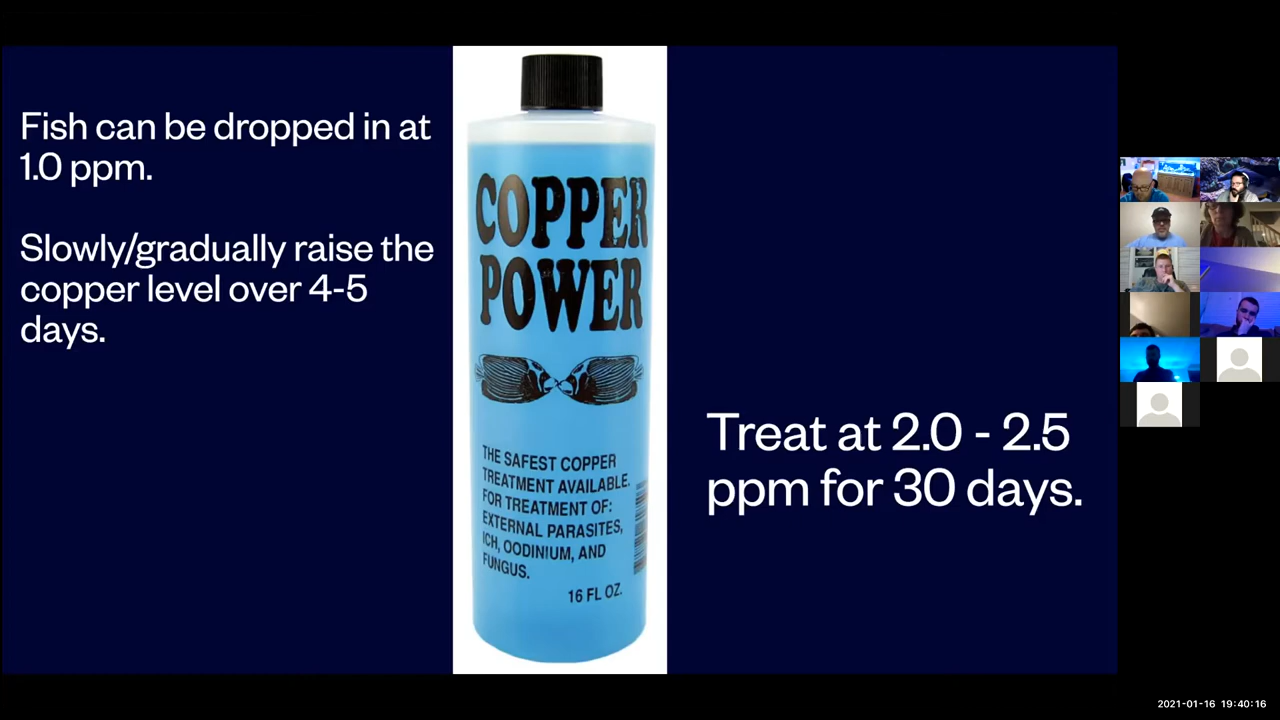 Fish can be dropped in at
1.0 ppm.
Slowly/gradually raise the
copper level over 4-5
days.
COPPER
POWER
THE SAFEST COPPER
TREATMENT AVAILABLE.
FOR TREATMENT OF:
EXTERNAL PARASITES,
ICH, OODINIUM, AND
FUNGUS.
16 FL OZ.
Treat at 2.0 - 2.5
ppm for 30 days.
2021-01-16 19:40:16